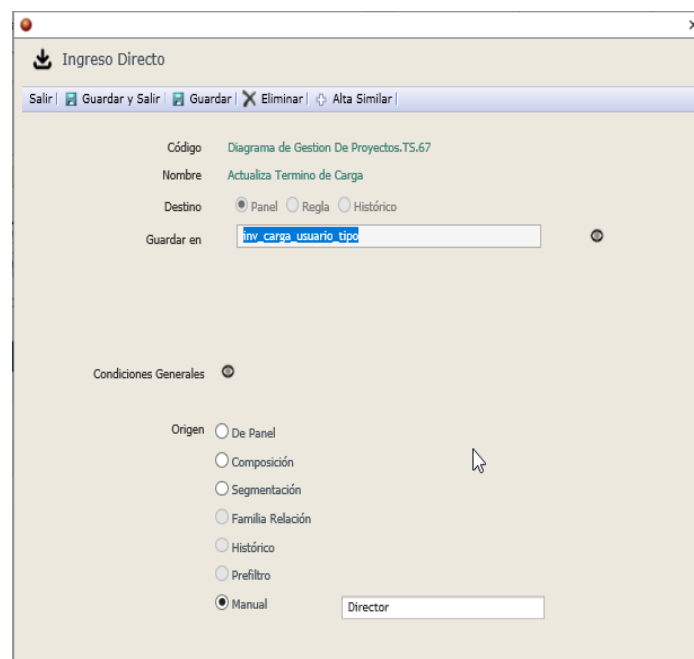 Ingreso Directo
Salir | Guardar y Salir | Guardar | Eliminar | Alta Similar |
Código Diagrama de Gestion De Proyectos.TS.67
Nombre Actualiza Termino de Carga
Destino Panel Regla Histórico
Guardar en inv_carga_usuario_tipo
Condiciones Generales
Origen De Panel
Composición
Segmentación
Familia Relación
Histórico
Prefiltro
Manual Director